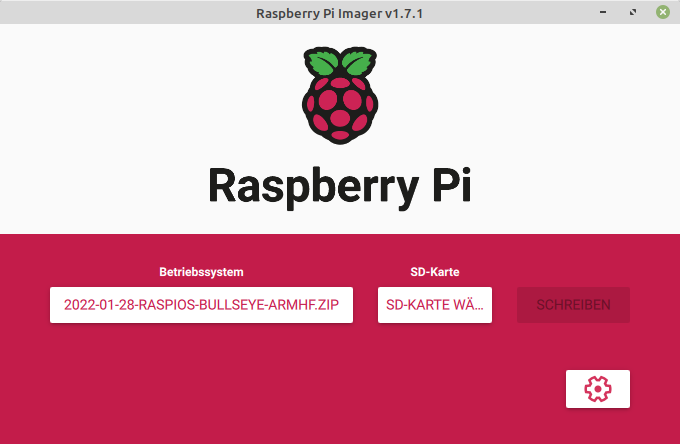 Raspberry Pi Imager v1.7.1
Raspberry Pi
Betriebssystem
SD-Karte
2022-01-28-RASPIOS-BULLSEYE-ARMHF.ZIP
SD-KARTE WÄ...
SCHREIBEN